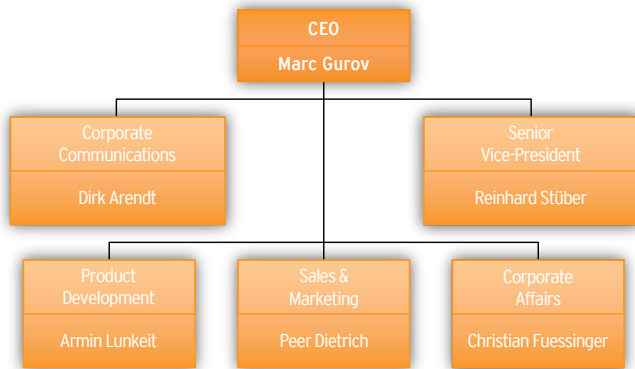 CEO
Marc Gurov
Corporate
Communications
Dirk Arendt
Senior
Vice-President
Reinhard Stüber
Product
Development
Armin Lunkeit
Sales &
Marketing
Peer Dietrich
Corporate
Affairs
Christian Fuessinger